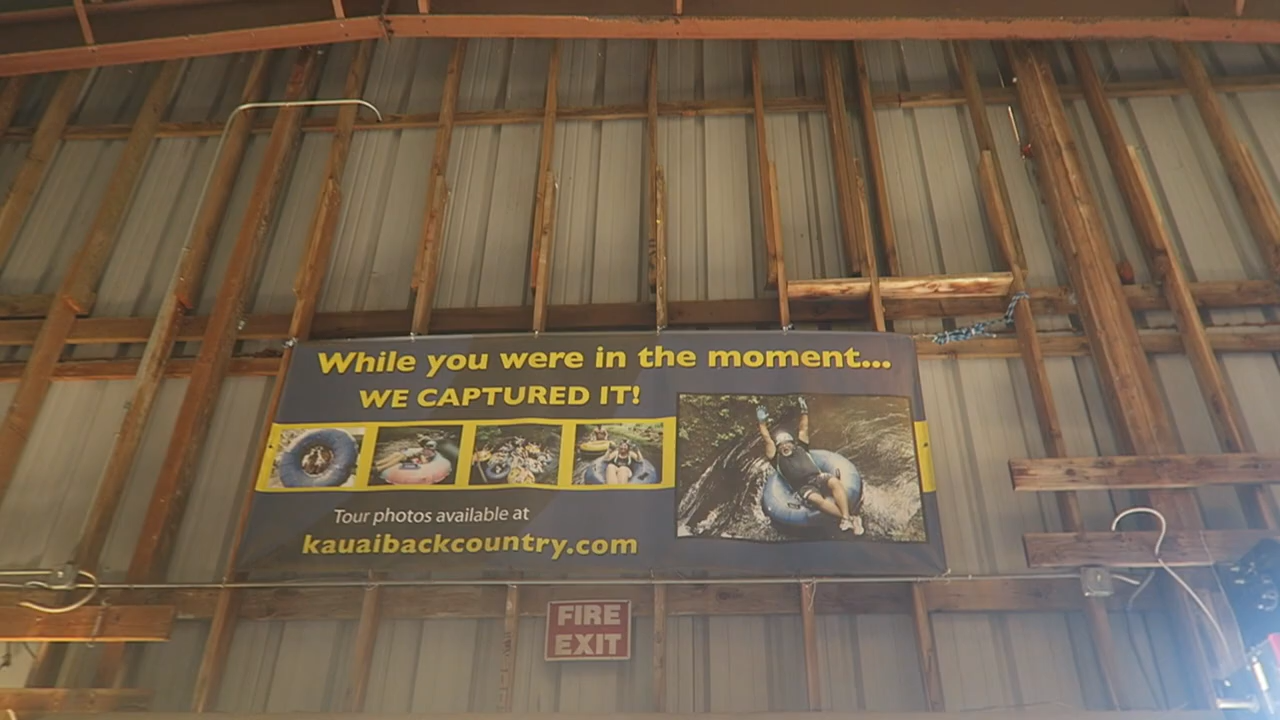 While you were in the moment...
WE CAPTURED IT!
Tour photos available at
kauaibackcountry.com
FIRE
EXIT